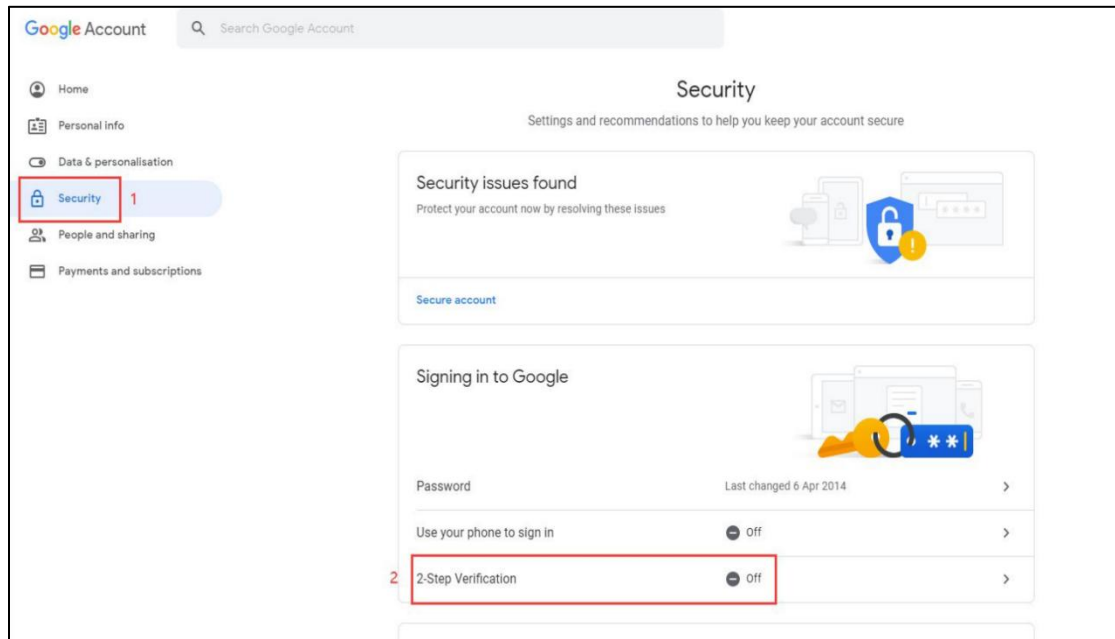 Google Account
Search Google Account
Home
Personal info
Data & personalisation
Security 1
People and sharing
Payments and subscriptions
Security
Settings and recommendations to help you keep your account secure
Security issues found
Protect your account now by resolving these issues
Secure account
Signing in to Google
**
Password Last changed 6 Apr 2014
Use your phone to sign in Off
2 2-Step Verification Off